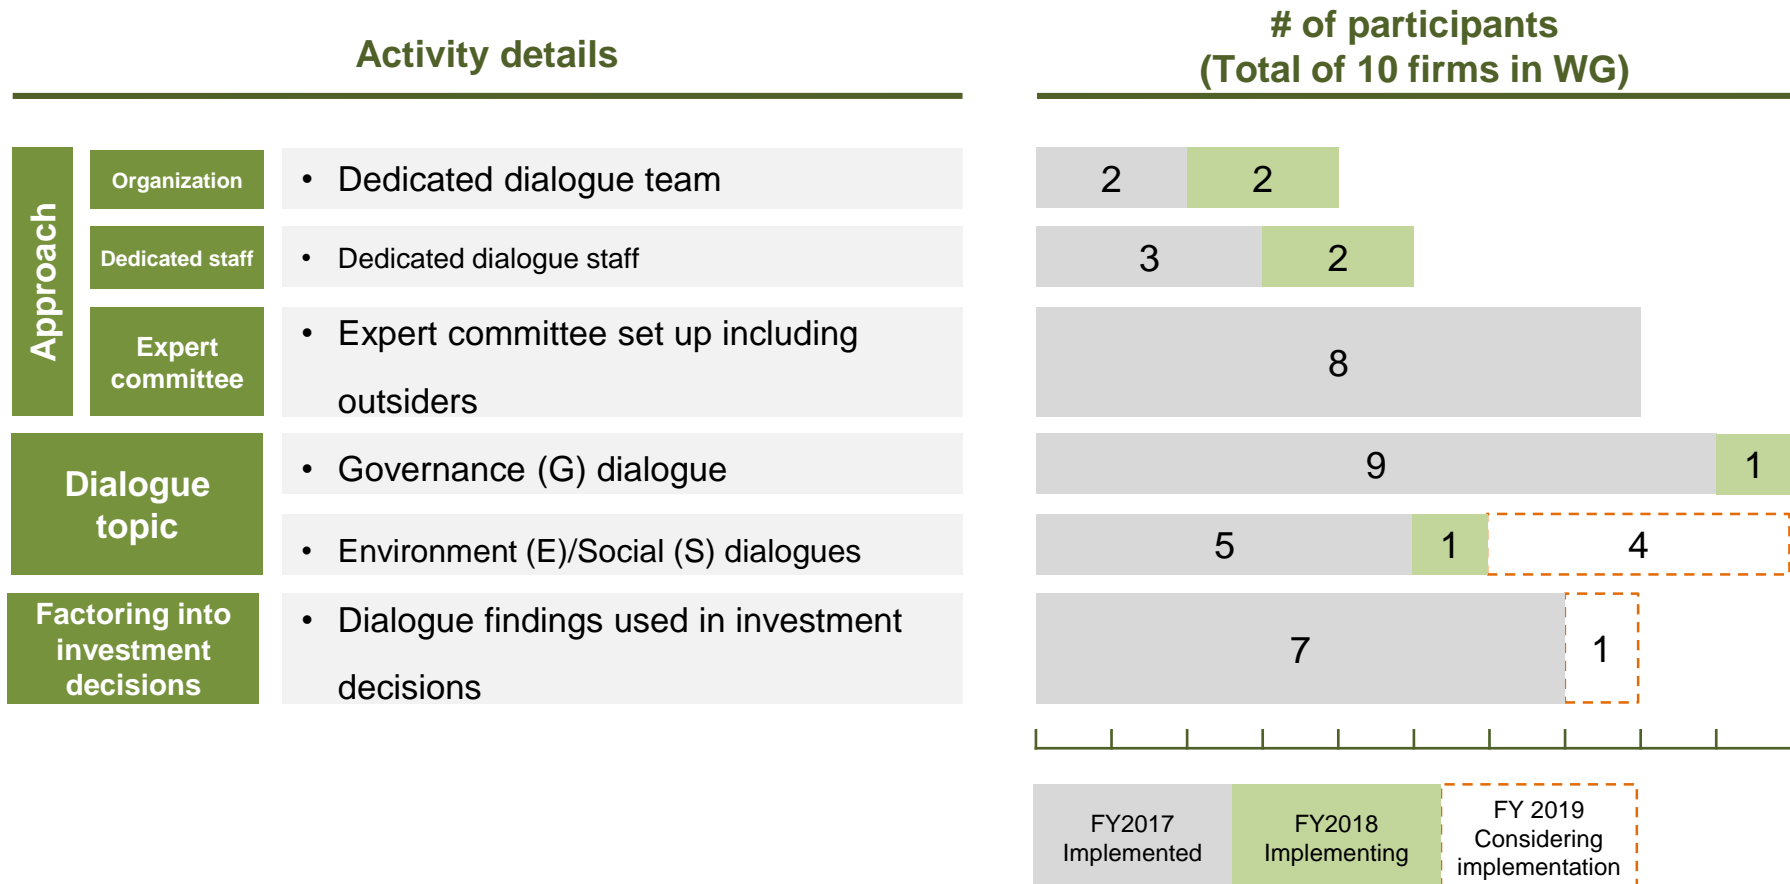 Activity details
# of participants
(Total of 10 firms in WG)
Approach
Organization
• Dedicated dialogue team
2
2
Dedicated staff
• Dedicated dialogue staff
3
2
Expert
committee
• Expert committee set up including
outsiders
8
Dialogue
topic
• Governance (G) dialogue
9
1
• Environment (E)/Social (S) dialogues
5
1
4
Factoring into
investment
decisions
• Dialogue findings used in investment
decisions
7
1
FY2017
Implemented
FY2018
Implementing
FY 2019
Considering
implementation